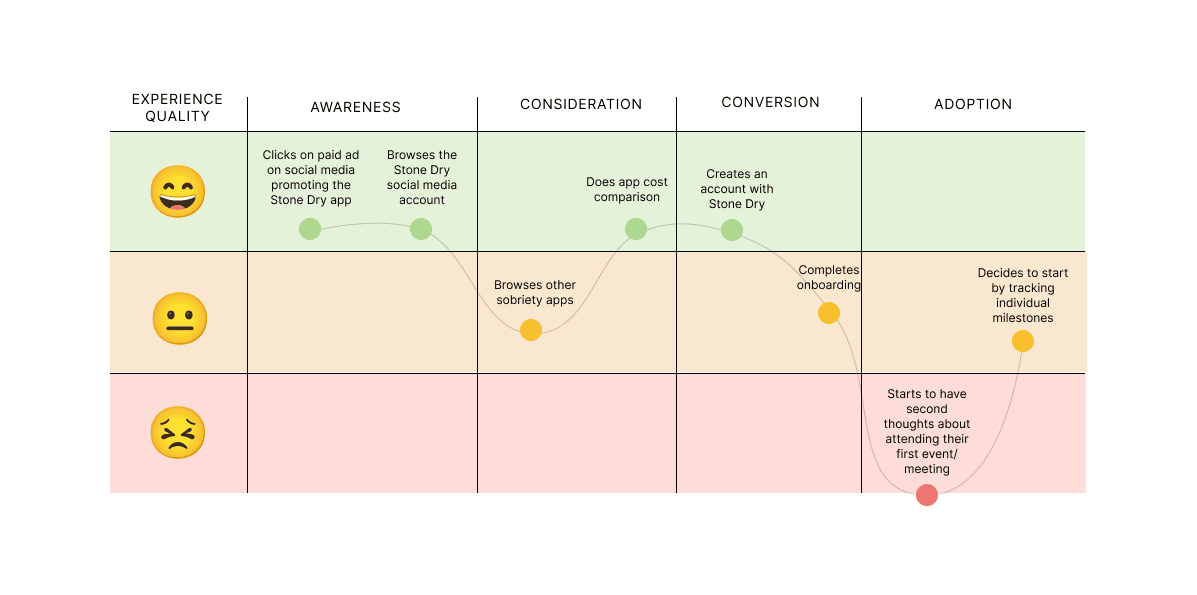 EXPERIENCE
QUALITY
AWARENESS
CONSIDERATION
CONVERSION
ADOPTION
Clicks on paid ad
on social media
promoting the
Stone Dry app
Browses the
Stone Dry
social media
account
Browses other
sobriety apps
Does app cost
comparison
Creates an
account with
Stone Dry
Completes
onboarding
Starts to have
second
thoughts about
attending their
first event/
meeting
Decides to start
by tracking
individual
milestones